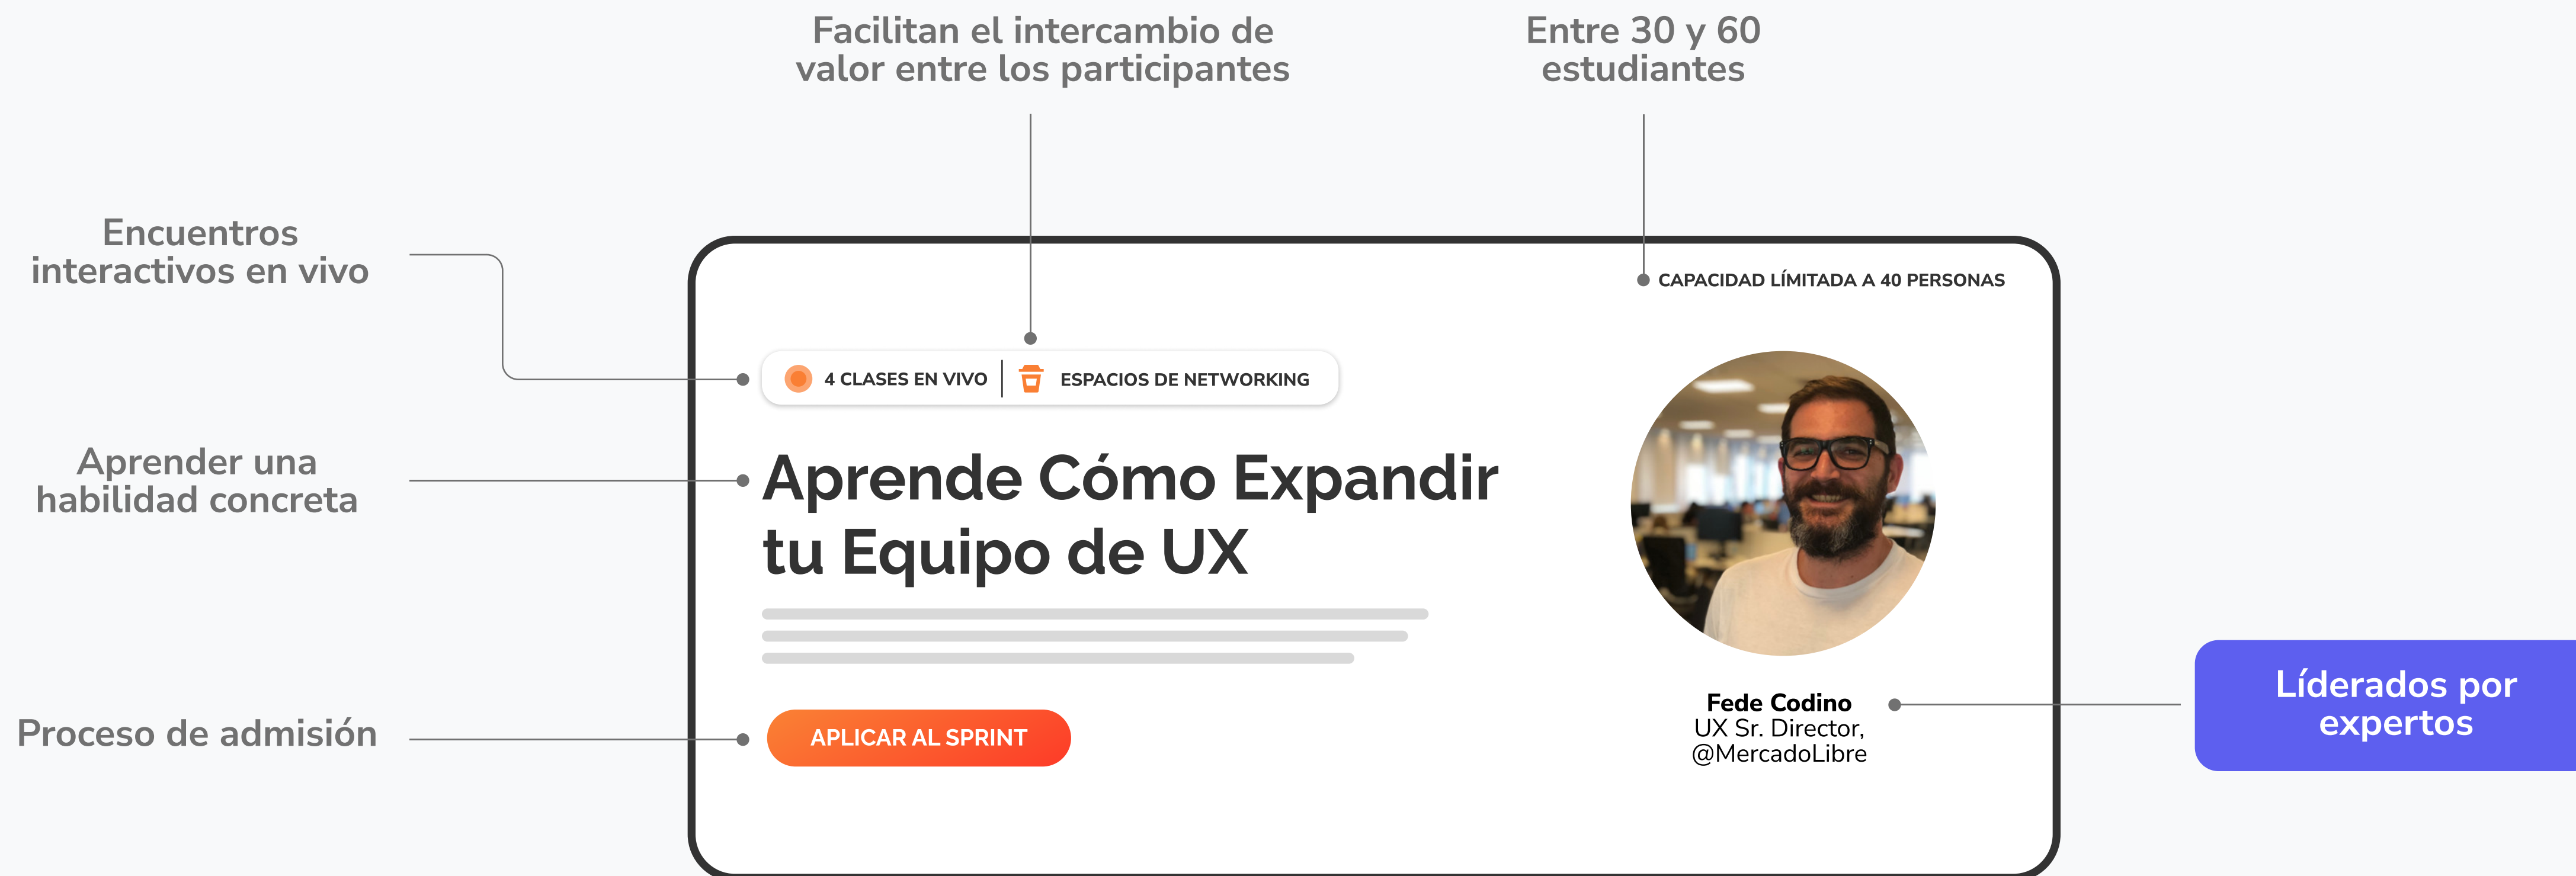 Facilitan el intercambio de
valor entre los participantes
Entre 30 y 60
estudiantes
Encuentros
interactivos en vivo
Aprender una
habilidad concreta
Proceso de admisión
CAPACIDAD LÍMITADA A 40 PERSONAS
4 CLASES EN VIVO
ESPACIOS DE NETWORKING
Aprende Cómo Expandir
tu Equipo de UX
APLICAR AL SPRINT
Fede Codino
UX Sr. Director,
@MercadoLibre
Líderados por
expertos